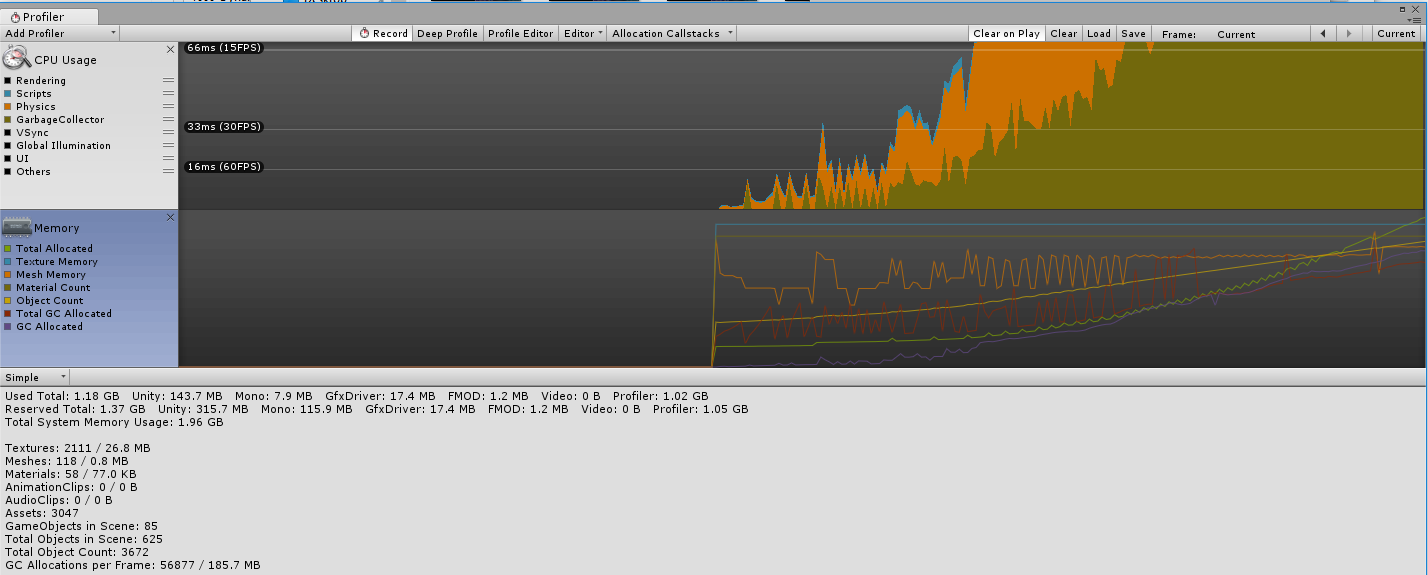 Profiler
Add Profiler Record Deep Profile Profile Editor Editor Allocation Callstacks Clear on Play Clear Load Save Frame: Current Current
CPU Usage
Rendering
Scripts
Physics
GarbageCollector
VSync
Global Illumination
UI
Others
66ms (15FPS)
33ms (30FPS)
16ms (60FPS)
Memory
Total Allocated
Texture Memory
Mesh Memory
Material Count
Object Count
Total GC Allocated
GC Allocated
Simple
Used Total: 1.18 GB Unity: 143.7 MB Mono: 7.9 MB GfxDriver: 17.4 MB FMOD: 1.2 MB Video: 0 B Profiler: 1.02 GB
Reserved Total: 1.37 GB Unity: 315.7 MB Mono: 115.9 MB GfxDriver: 17.4 MB FMOD: 1.2 MB Video: 0 B Profiler: 1.05 GB
Total System Memory Usage: 1.96 GB
Textures: 2111 / 26.8 MB
Meshes: 118 / 0.8 MB
Materials: 58 / 77.0 KB
AnimationClips: 0 / 0 B
AudioClips: 0 / 0 B
Assets: 3047
GameObjects in Scene: 85
Total Objects in Scene: 625
Total Object Count: 3672
GC Allocations per Frame: 56877 / 185.7 MB